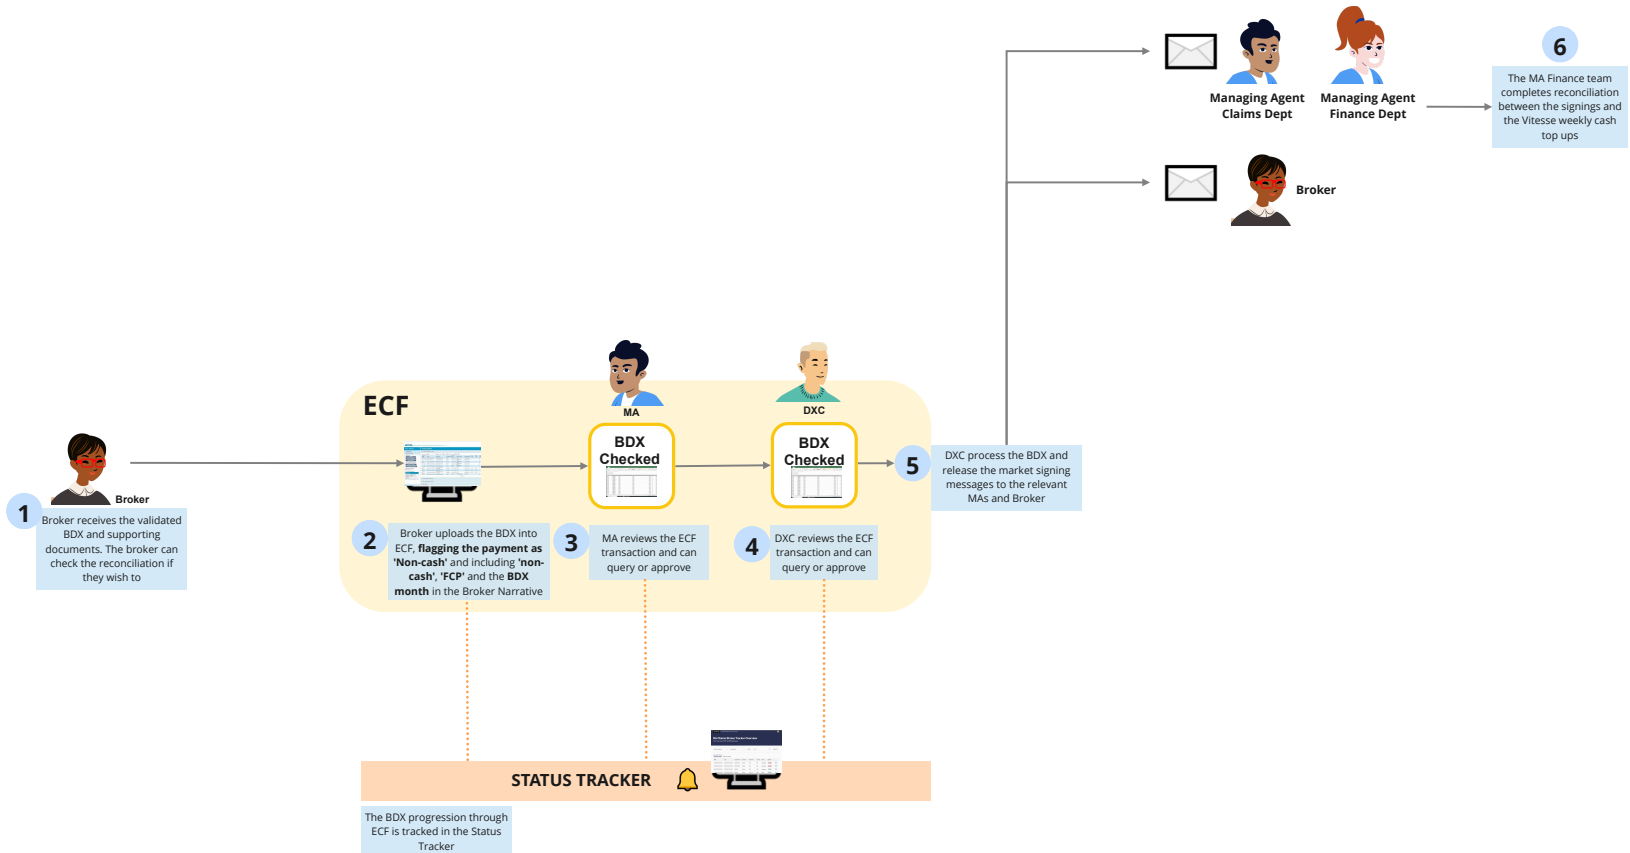 6
The MA Finance team
completes reconciliation
between the signings and
the Vitesse weekly cash
top ups
Managing Agent
Claims Dept
Managing Agent
Finance Dept
Broker
ECF
MA
DXC
BDX
Checked
BDX
Checked
5
DXC process the BDX and
release the market signing
messages to the relevant
MAs and Broker
Broker
1
Broker receives the validated
BDX and supporting
documents. The broker can
check the reconciliation if
they wish to
2
Broker uploads the BDX into
ECF, flagging the payment as
'Non-cash' and including 'non-
cash', 'FCP' and the BDX
month in the Broker Narrative
3
MA reviews the ECF
transaction and can
query or approve
4
DXC reviews the ECF
transaction and can
query or approve
STATUS TRACKER
The BDX progression through
ECF is tracked in the Status
Tracker